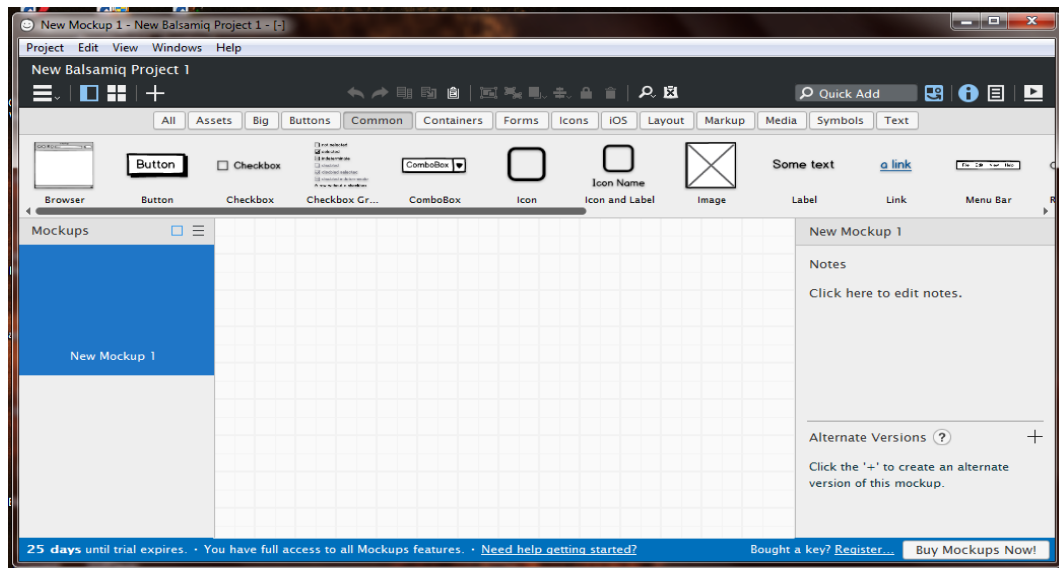 New Mockup 1 - New Balsamiq Project 1 - [-]
Project Edit View Windows Help
New Balsamiq Project 1
Quick Add
All Assets Big Buttons Common Containers Forms Icons iOS Layout Markup Media Symbols Text
Button Checkbox ComboBox Icon Name Some text a link
Browser Button Checkbox Checkbox Gr... ComboBox Icon Icon and Label Image Label Link Menu Bar
Mockups
New Mockup 1
New Mockup 1
Notes
Click here to edit notes.
Alternate Versions ? +
Click the '+' to create an alternate
version of this mockup.
25 days until trial expires. · You have full access to all Mockups features. · Need help getting started? Bought a key? Register... Buy Mockups Now!